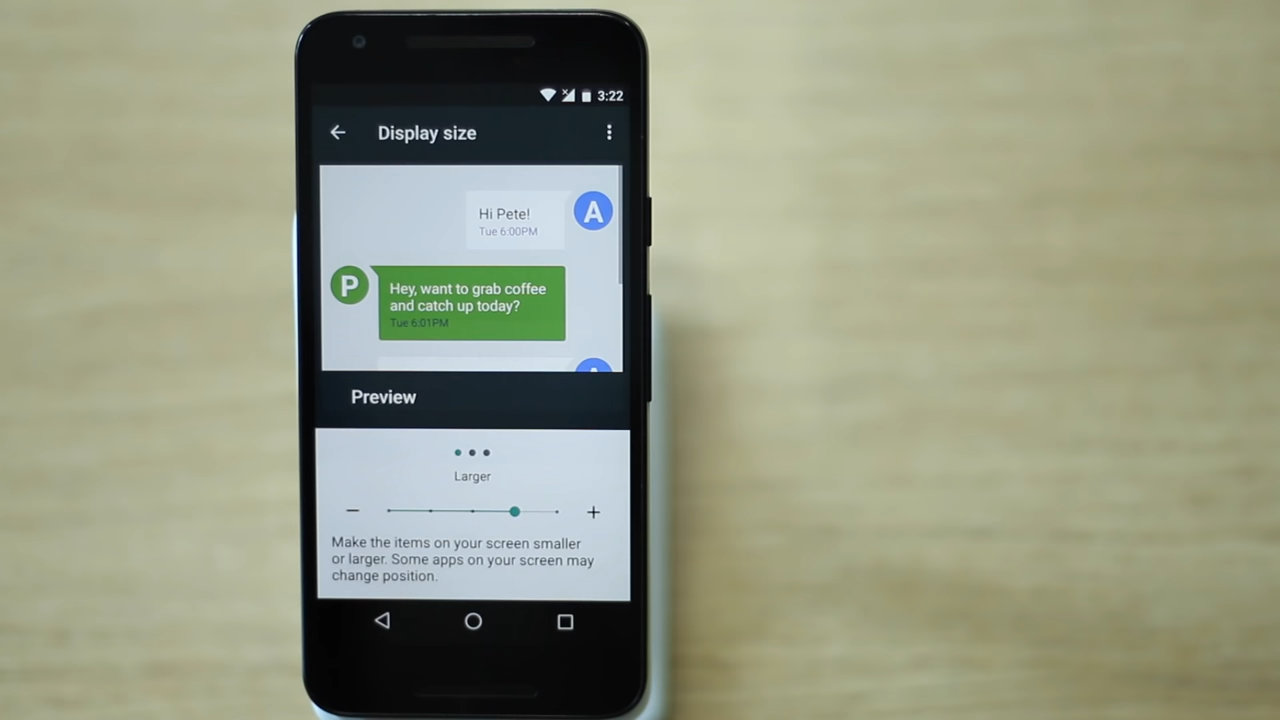 3:22
Display size
Hi Pete!
A
Tue 6:00PM
P
Hey, want to grab coffee
and catch up today?
Tue 6:01PM
Preview
Larger
Make the items on your screen smaller
or larger. Some apps on your screen may
change position.